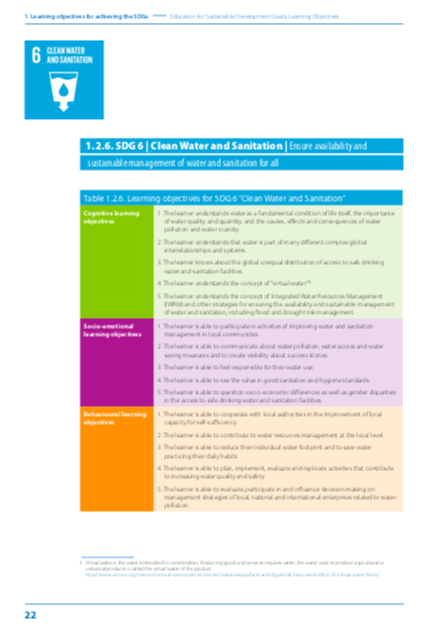 1. Learning objectives for achieving the SDGs — Education for Sustainable Development Goals Learning Objectives
6 CLEAN WATER
AND SANITATION
1.2.6. SDG 6 | Clean Water and Sanitation | Ensure availability and
sustainable management of water and sanitation for all
Table 1.2.6. Learning objectives for SDG 6 "Clean Water and Sanitation"
Cognitive learning
objectives
1. The learner understands water as a fundamental condition of life itself, the importance
of water quality and quantity, and the causes, effects and consequences of water
pollution and water scarcity.
2. The learner understands that water is part of many different complex global
interrelationships and systems.
3. The learner knows about the global unequal distribution of access to safe drinking
water and sanitation facilities.
4. The learner understands the concept of "virtual water".
5. The learner understands the concept of Integrated Water Resources Management
(IWRM) and other strategies for ensuring the availability and sustainable management
of water and sanitation, including flood and drought risk management.
Socio-emotional
learning objectives
1. The learner is able to participate in activities of improving water and sanitation
management in local communities.
2. The learner is able to communicate about water pollution, water access and water
saving measures and to create visibility about success stories.
3. The learner is able to feel responsible for their water use.
4. The learner is able to see the value in good sanitation and hygiene standards.
5. The learner is able to question socio-economic differences as well as gender disparities
in the access to safe drinking water and sanitation facilities.
Behavioural learning
objectives
1. The learner is able to cooperate with local authorities in the improvement of local
capacity for self-sufficiency.
2. The learner is able to contribute to water resources management at the local level.
3. The learner is able to reduce their individual water footprint and to save water
practicing their daily habits.
4. The learner is able to plan, implement, evaluate and replicate activities that contribute
to increasing water quality and safety.
5. The learner is able to evaluate, participate in and influence decision-making on
management strategies of local, national and international enterprises related to water
pollution.
Virtual water is the water embodied in commodities. Producing goods and services requires water; the water used to produce agricultural or
industrial products is called the virtual water of the product.
22